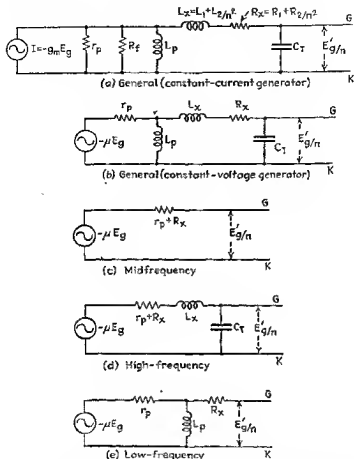 Lx=L1+L2/n² Rx=R1+R2/n²
G
I=-gmEg rp Rf Lp CT E'g/n
K
(a) General (constant-current generator)
rp Lx Rx G
-μEg Lp CT E'g/n
K
(b) General (constant-voltage generator)
rp+Rx G
-μEg E'g/n
K
(c) Midfrequency
rp+Rx Lx G
-μEg CT E'g/n
K
(d) High-frequency
rp Rx G
-μEg Lp E'g/n
K
(e) Low-frequency